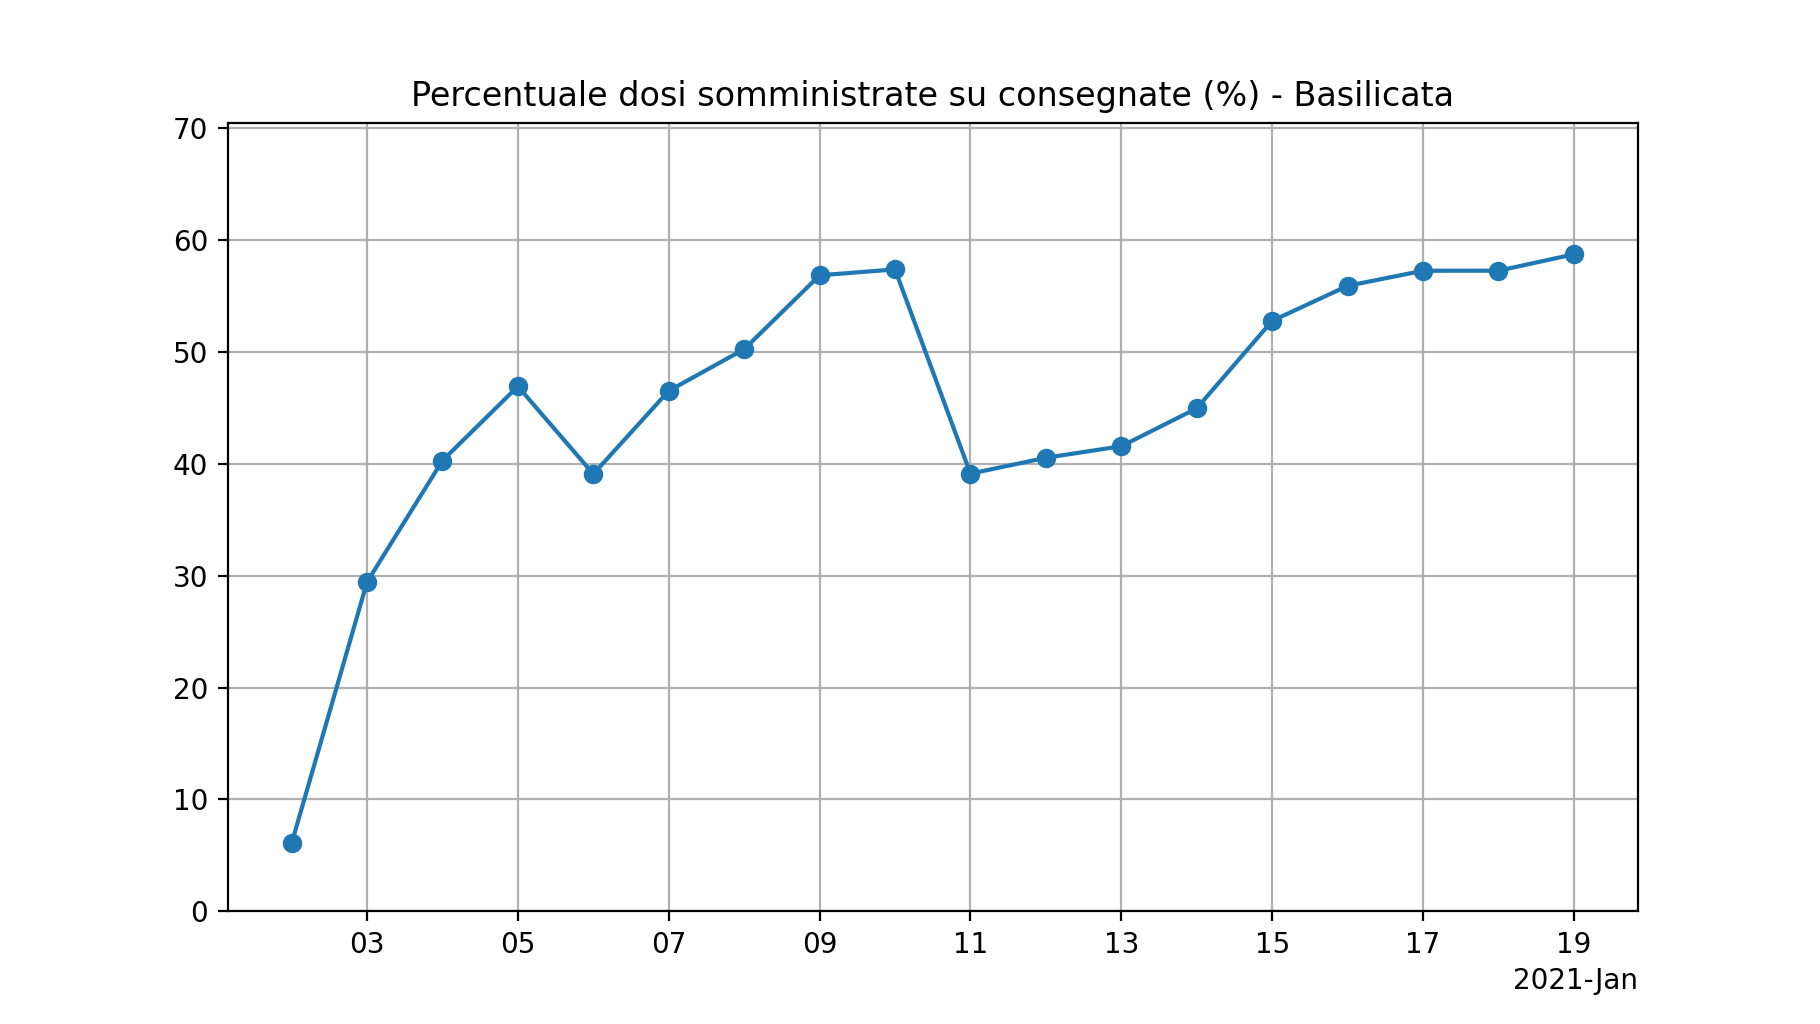 Percentuale dosi somministrate su consegnate (%) - Basilicata
70
60
50
40
30
20
10
0
03 05 07 09 11 13 15 17 19
2021-Jan